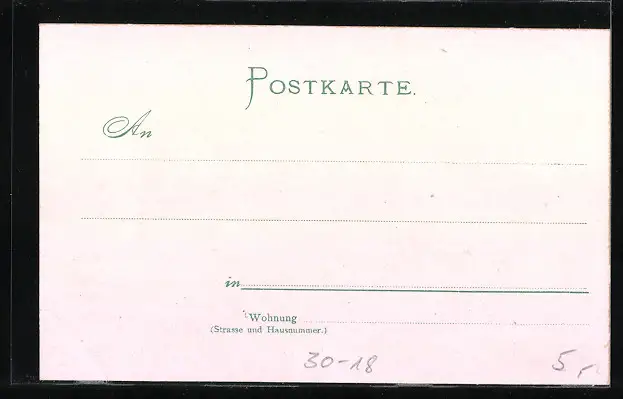 POSTKARTE.
An
in
Wohnung
(Strasse und Hausnummer.)
30-18 5,-